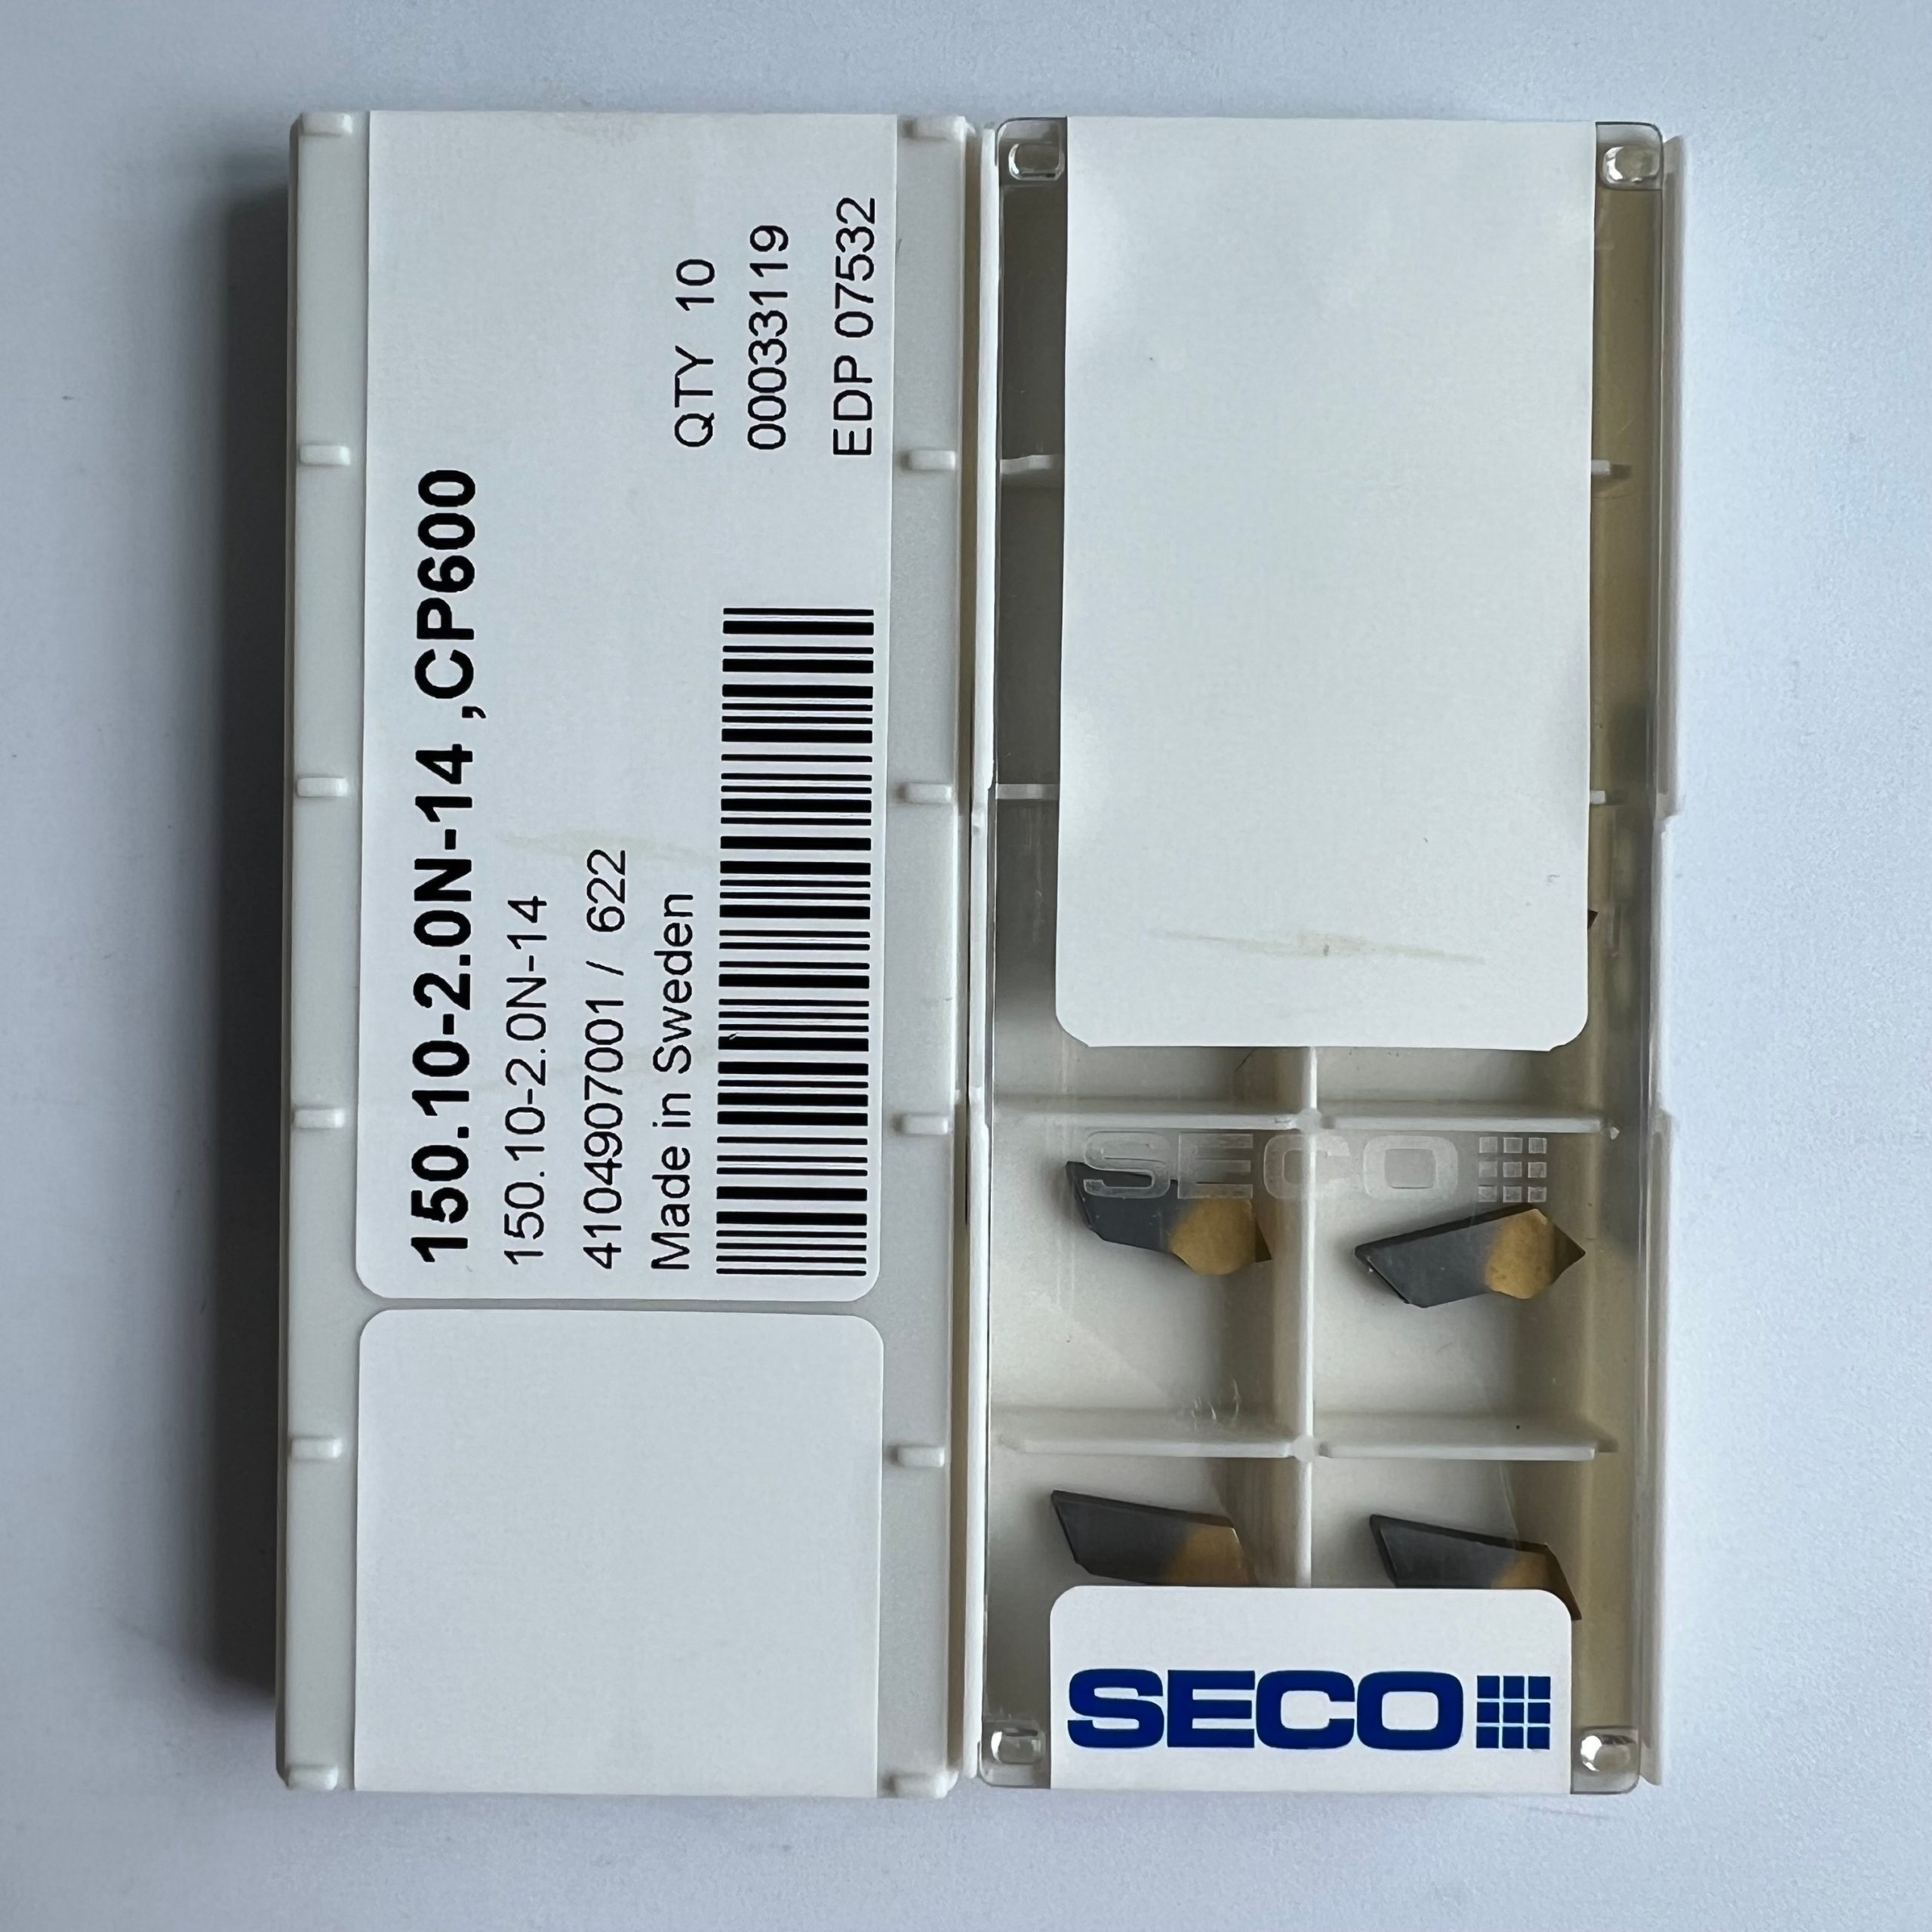 150.10-2.0N-14 ,CP600
150.10-2.0N-14
4104907001 / 622
Made in Sweden
QTY 10
00033119
EDP 07532
SECO
SECO